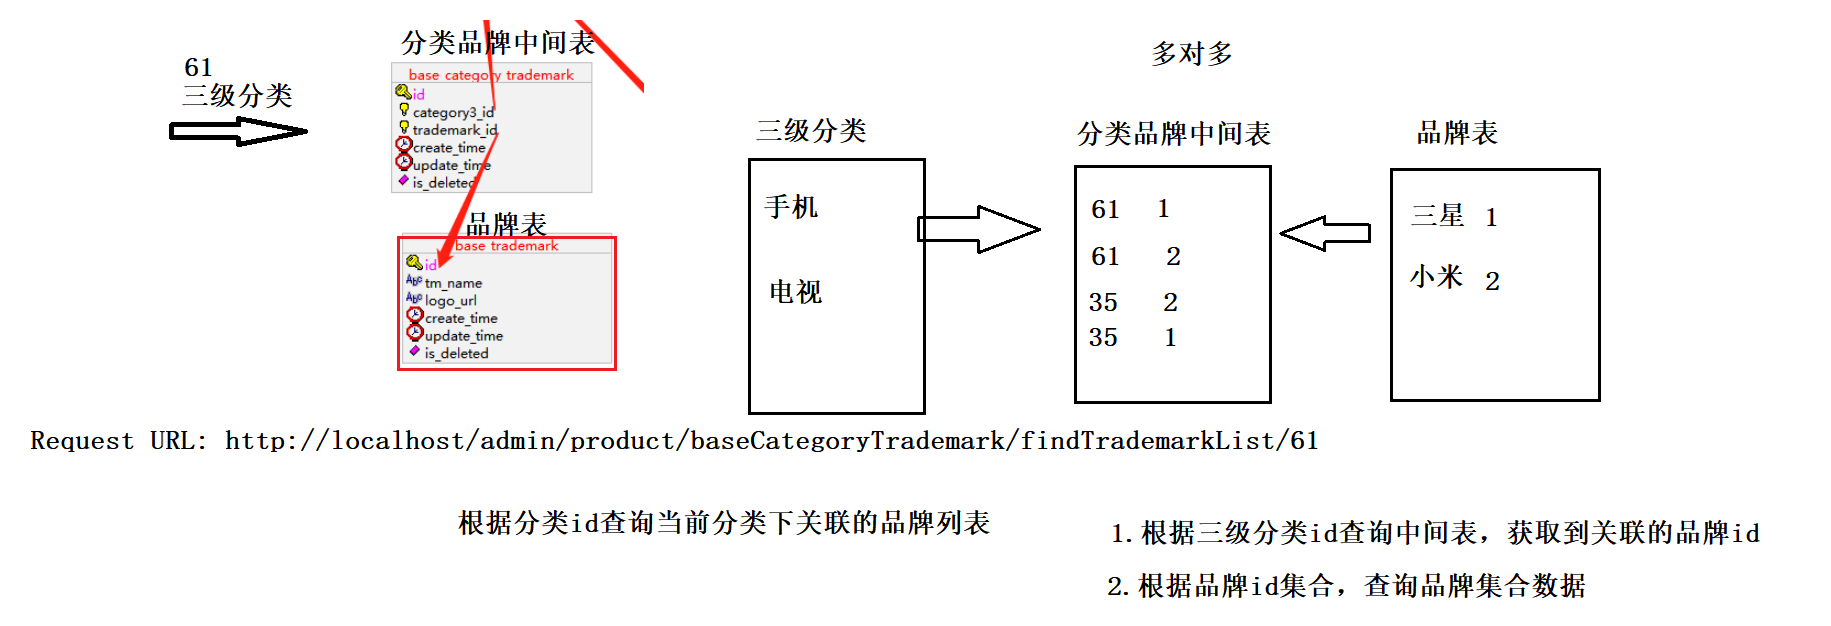 61
三级分类
分类品牌中间表
base category trademark
id
category3_id
trademark_id
create_time
update_time
is_deleted
品牌表
base trademark
id
tm_name
logo_url
create_time
update_time
is_deleted
多对多
三级分类
手机
电视
分类品牌中间表
61 1
61 2
35 2
35 1
品牌表
三星 1
小米 2
Request URL: http://localhost/admin/product/baseCategoryTrademark/findTrademarkList/61
根据分类id查询当前分类下关联的品牌列表
1.根据三级分类id查询中间表，获取到关联的品牌id
2.根据品牌id集合，查询品牌集合数据